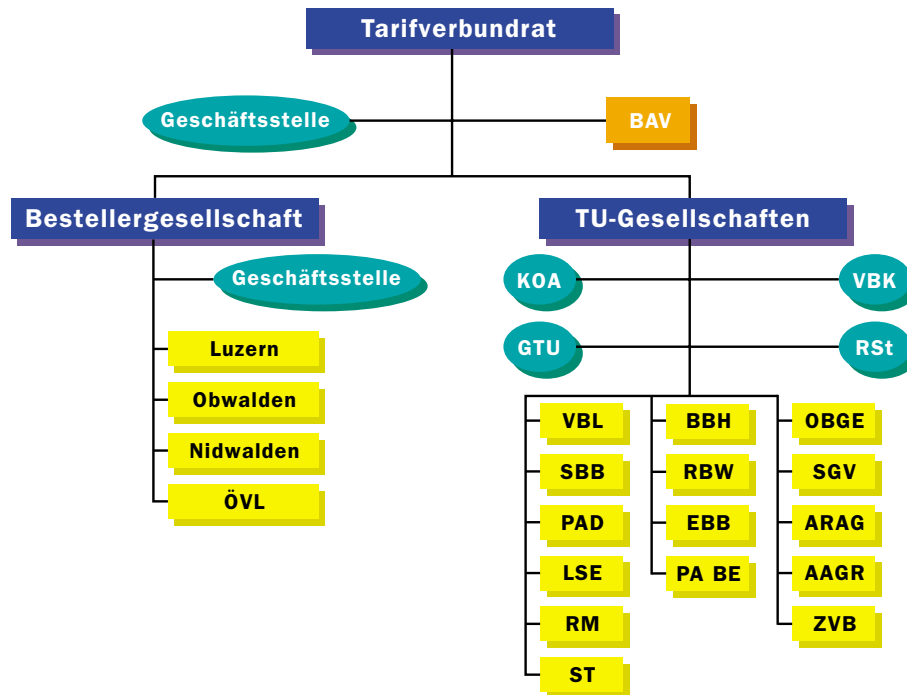 Tarifverbundrat
Geschäftsstelle
BAV
Bestellergesellschaft
TU-Gesellschaften
Geschäftsstelle
KOA
VBK
GTU
RSt
Luzern
Obwalden
Nidwalden
ÖVL
VBL
SBB
PAD
LSE
RM
ST
BBH
RBW
EBB
PA BE
OBGE
SGV
ARAG
AAGR
ZVB